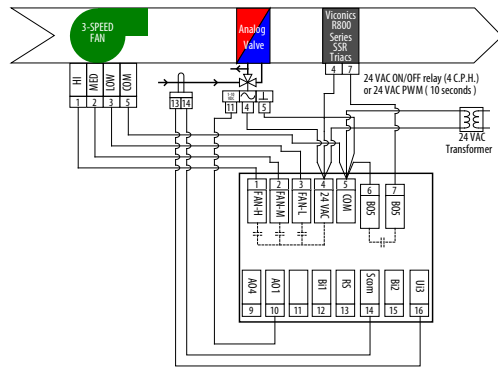 3-SPEED
FAN
Analog
Valve
Viconics
R800
Series
SSR
Triacs
4 7
24 VAC ON/OFF relay (4 C.P.H.)
or 24 VAC PWM ( 10 seconds )
HI MED LOW COM
1 2 3 5
13 14
1-10
VDC
11 4 5
24 VAC
Transformer
1 2 3 4 5 6 7
FAN-H FAN-M FAN-L 24 VAC COM BO5 BO5
AO4 AO1 BI1 RS Scom BI2 UI3
9 10 11 12 13 14 15 16